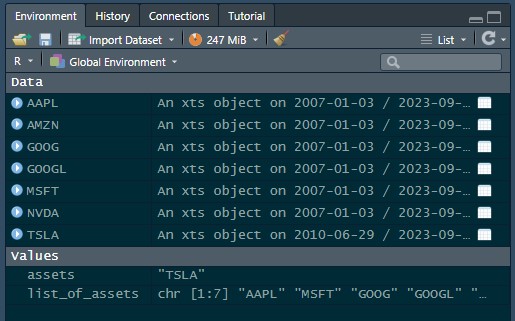 Environment History Connections Tutorial
Import Dataset 247 MiB List
R Global Environment
Data
AAPL An xts object on 2007-01-03 / 2023-09-…
AMZN An xts object on 2007-01-03 / 2023-09-…
GOOG An xts object on 2007-01-03 / 2023-09-…
GOOGL An xts object on 2007-01-03 / 2023-09-…
MSFT An xts object on 2007-01-03 / 2023-09-…
NVDA An xts object on 2007-01-03 / 2023-09-…
TSLA An xts object on 2010-06-29 / 2023-09-…
Values
assets "TSLA"
list_of_assets chr [1:7] "AAPL" "MSFT" "GOOG" "GOOGL" "…